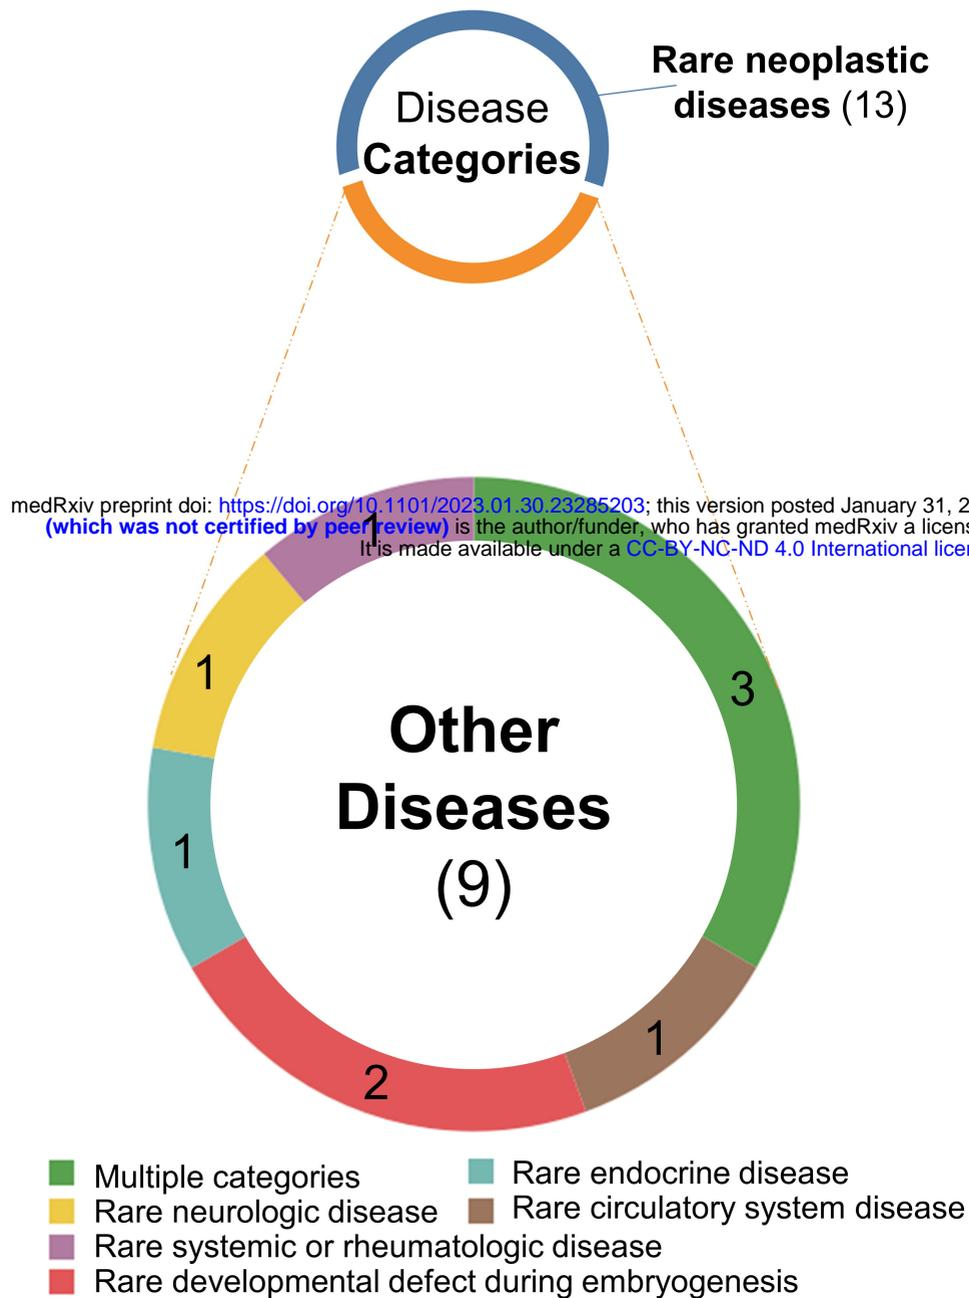 Disease
Categories
Rare neoplastic
diseases (13)
medRxiv preprint doi: https://doi.org/10.1101/2023.01.30.23285203; this version posted January 31, 2
(which was not certified by peer review) is the author/funder, who has granted medRxiv a licens
It is made available under a CC-BY-NC-ND 4.0 International licen
1
1
3
Other
Diseases
(9)
1
1
2
Multiple categories
Rare endocrine disease
Rare neurologic disease
Rare circulatory system disease
Rare systemic or rheumatologic disease
Rare developmental defect during embryogenesis